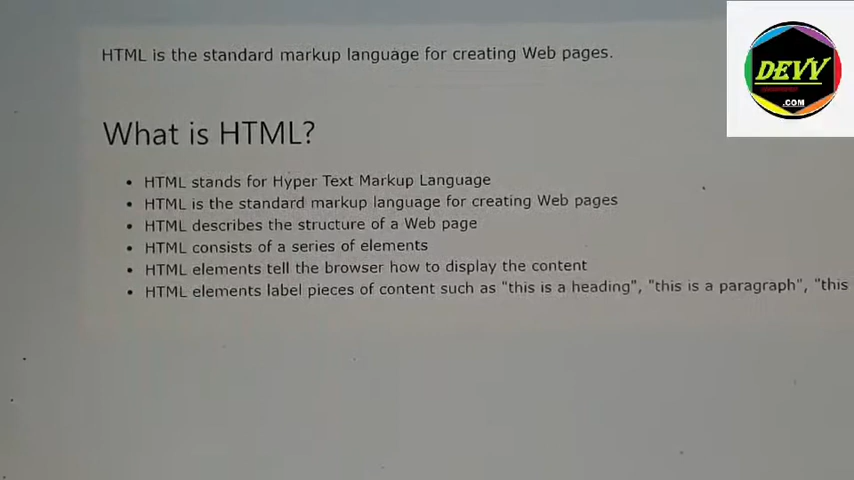 HTML is the standard markup language for creating Web pages.
DEVV
.COM
What is HTML?
• HTML stands for Hyper Text Markup Language
• HTML is the standard markup language for creating Web pages
• HTML describes the structure of a Web page
• HTML consists of a series of elements
• HTML elements tell the browser how to display the content
• HTML elements label pieces of content such as "this is a heading", "this is a paragraph", "this